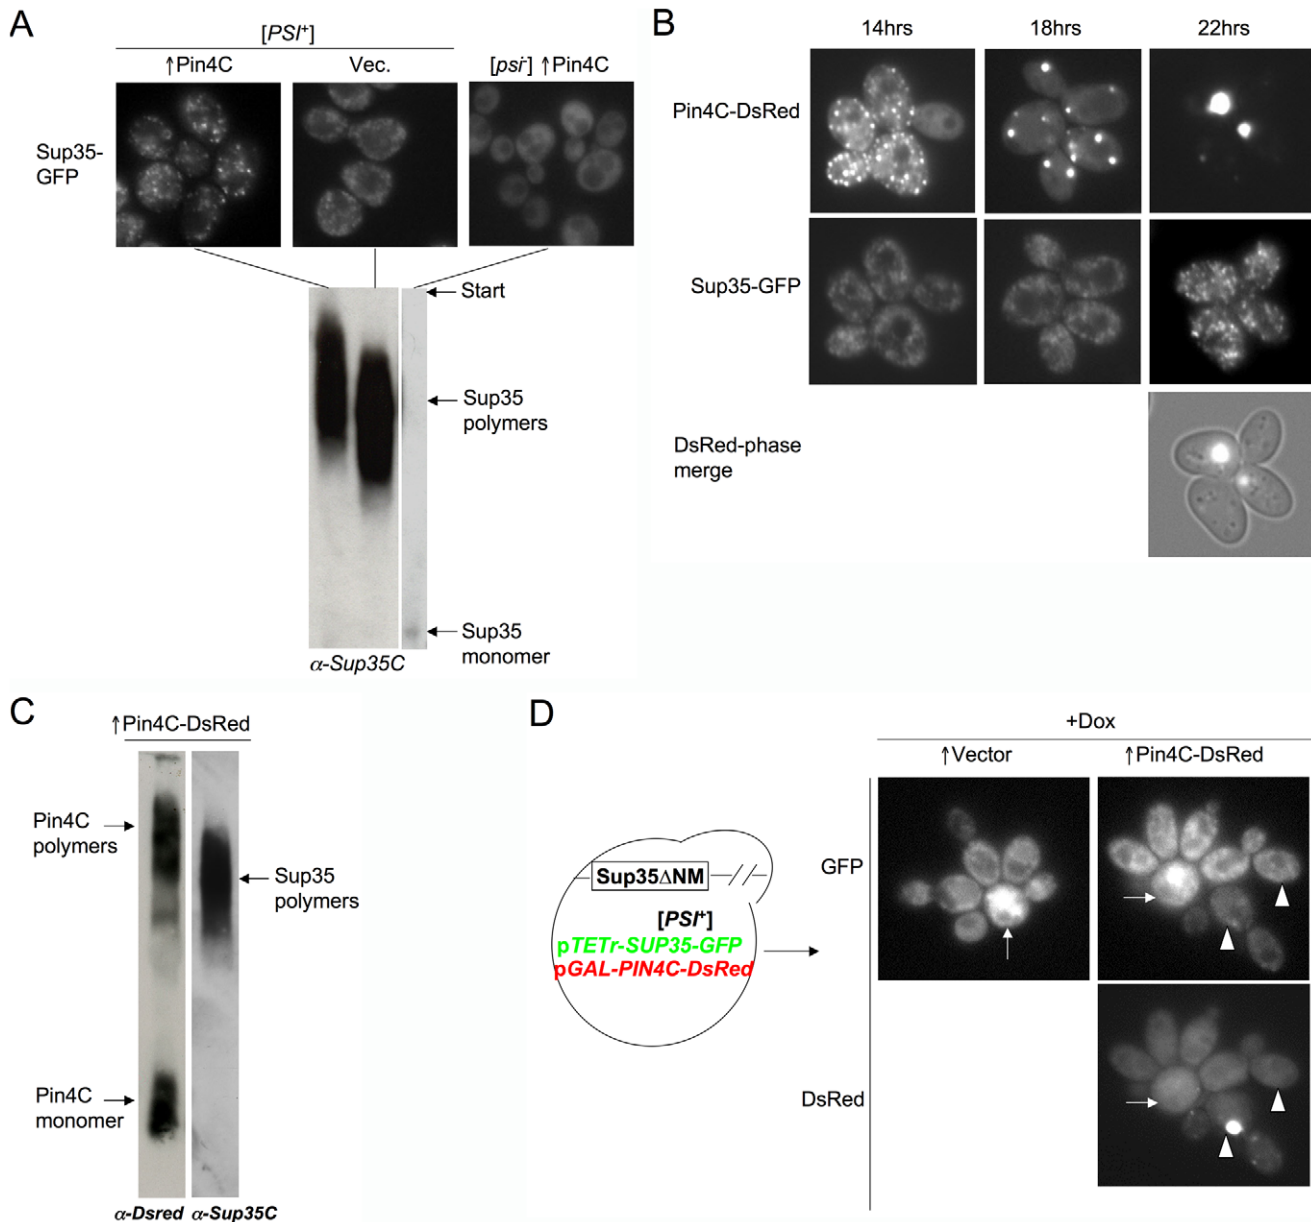 A
[PSI⁺]
↑Pin4C
Vec.
[psi⁻] ↑Pin4C
Sup35-
GFP
Start
Sup35
polymers
Sup35
monomer
α-Sup35C
B
14hrs
18hrs
22hrs
Pin4C-DsRed
Sup35-GFP
DsRed-phase
merge
C
↑Pin4C-DsRed
Pin4C
polymers
Sup35
polymers
Pin4C
monomer
α-Dsred
α-Sup35C
D
+Dox
↑Vector
↑Pin4C-DsRed
GFP
Sup35ΔNM
[PSI⁺]
pTETr-SUP35-GFP
pGAL-PIN4C-DsRed
DsRed